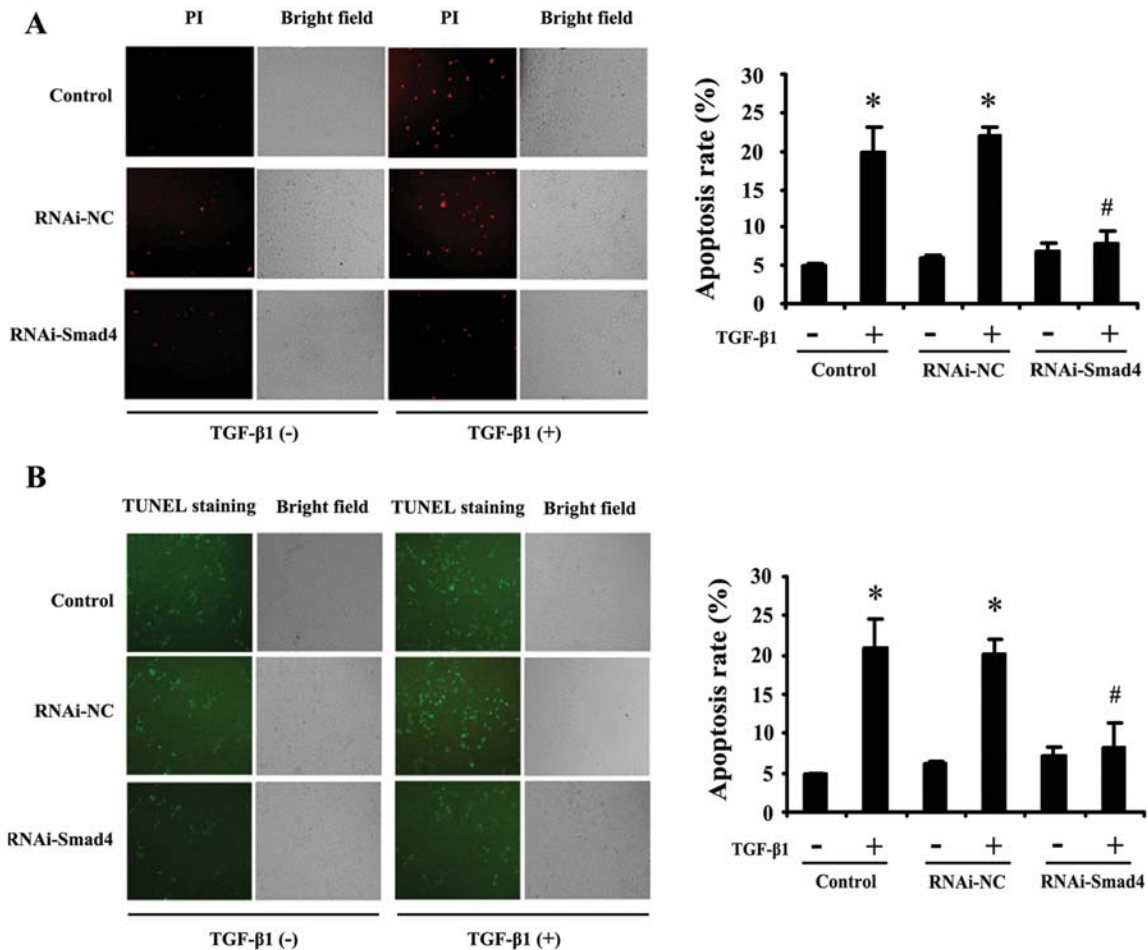 A
PI Bright field PI Bright field
Control
RNAi-NC
RNAi-Smad4
TGF-β1 (-) TGF-β1 (+)
Apoptosis rate (%)
30
25
20
15
10
5
0
* * #
TGF-β1 - + - + - +
Control RNAi-NC RNAi-Smad4
B
TUNEL staining Bright field TUNEL staining Bright field
Control
RNAi-NC
RNAi-Smad4
TGF-β1 (-) TGF-β1 (+)
Apoptosis rate (%)
30
25
20
15
10
5
0
* * #
TGF-β1 - + - + - +
Control RNAi-NC RNAi-Smad4